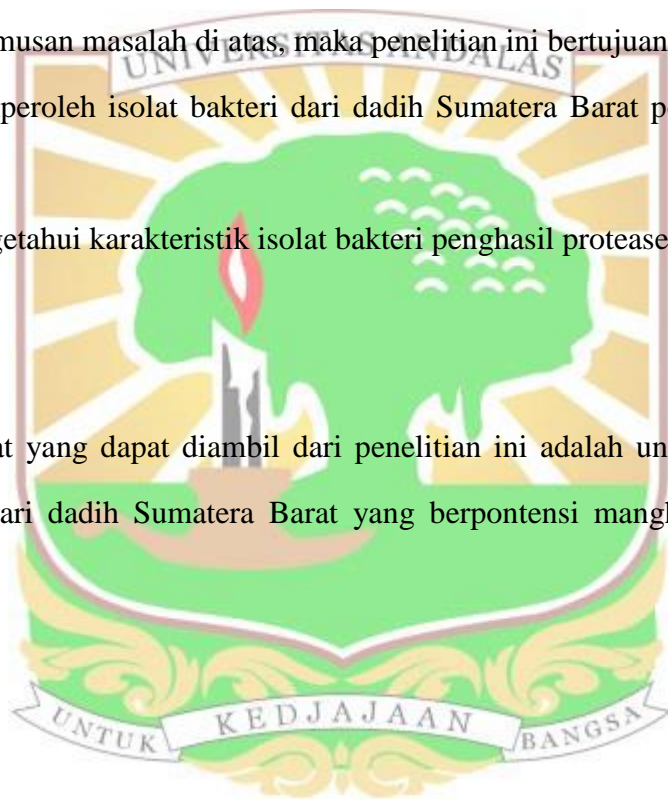 musan masalah di atas, maka penelitian ini bertujuan
UNIVERSITAS ANDALAS
peroleh isolat bakteri dari dadih Sumatera Barat p
getahui karakteristik isolat bakteri penghasil protease
at yang dapat diambil dari penelitian ini adalah un
ari dadih Sumatera Barat yang berpotensi mangh
UNTUK KEDJAJAAN BANGSA